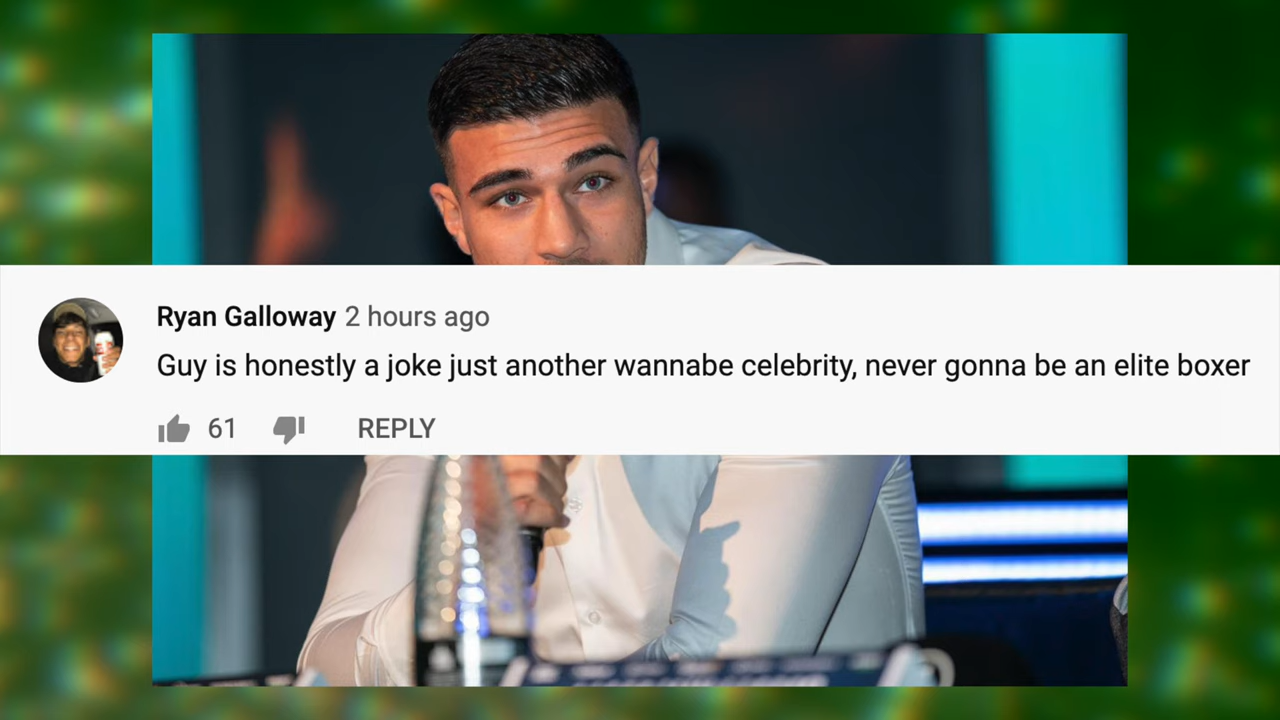 Ryan Galloway 2 hours ago
Guy is honestly a joke just another wannabe celebrity, never gonna be an elite boxer
61
REPLY